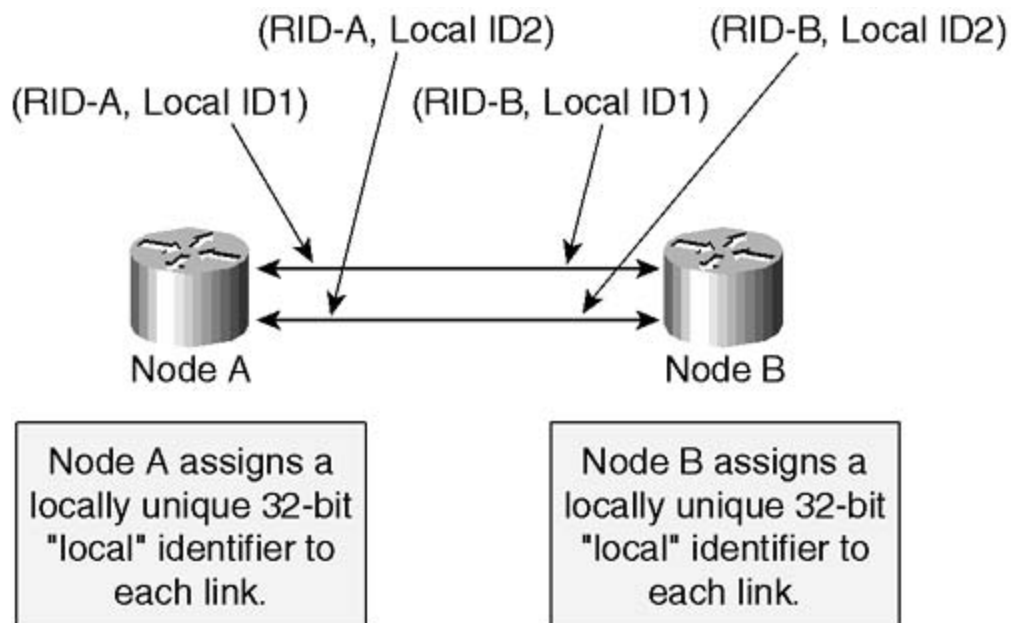 (RID-A, Local ID2)
(RID-B, Local ID2)
(RID-A, Local ID1)
(RID-B, Local ID1)
Node A
Node B
Node A assigns a
locally unique 32-bit
"local" identifier to
each link.
Node B assigns a
locally unique 32-bit
"local" identifier to
each link.